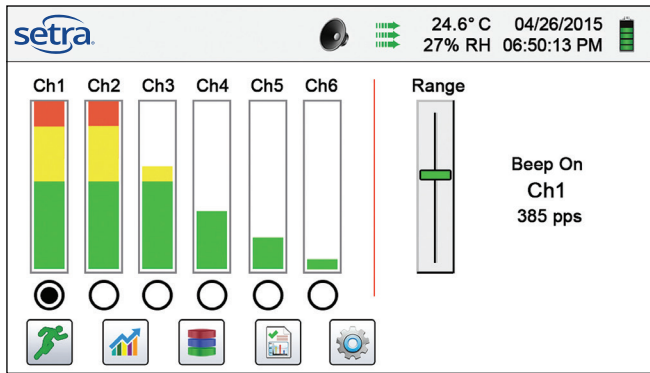 setra
24.6° C 04/26/2015
27% RH 06:50:13 PM
Ch1 Ch2 Ch3 Ch4 Ch5 Ch6 Range
Beep On
Ch1
385 pps